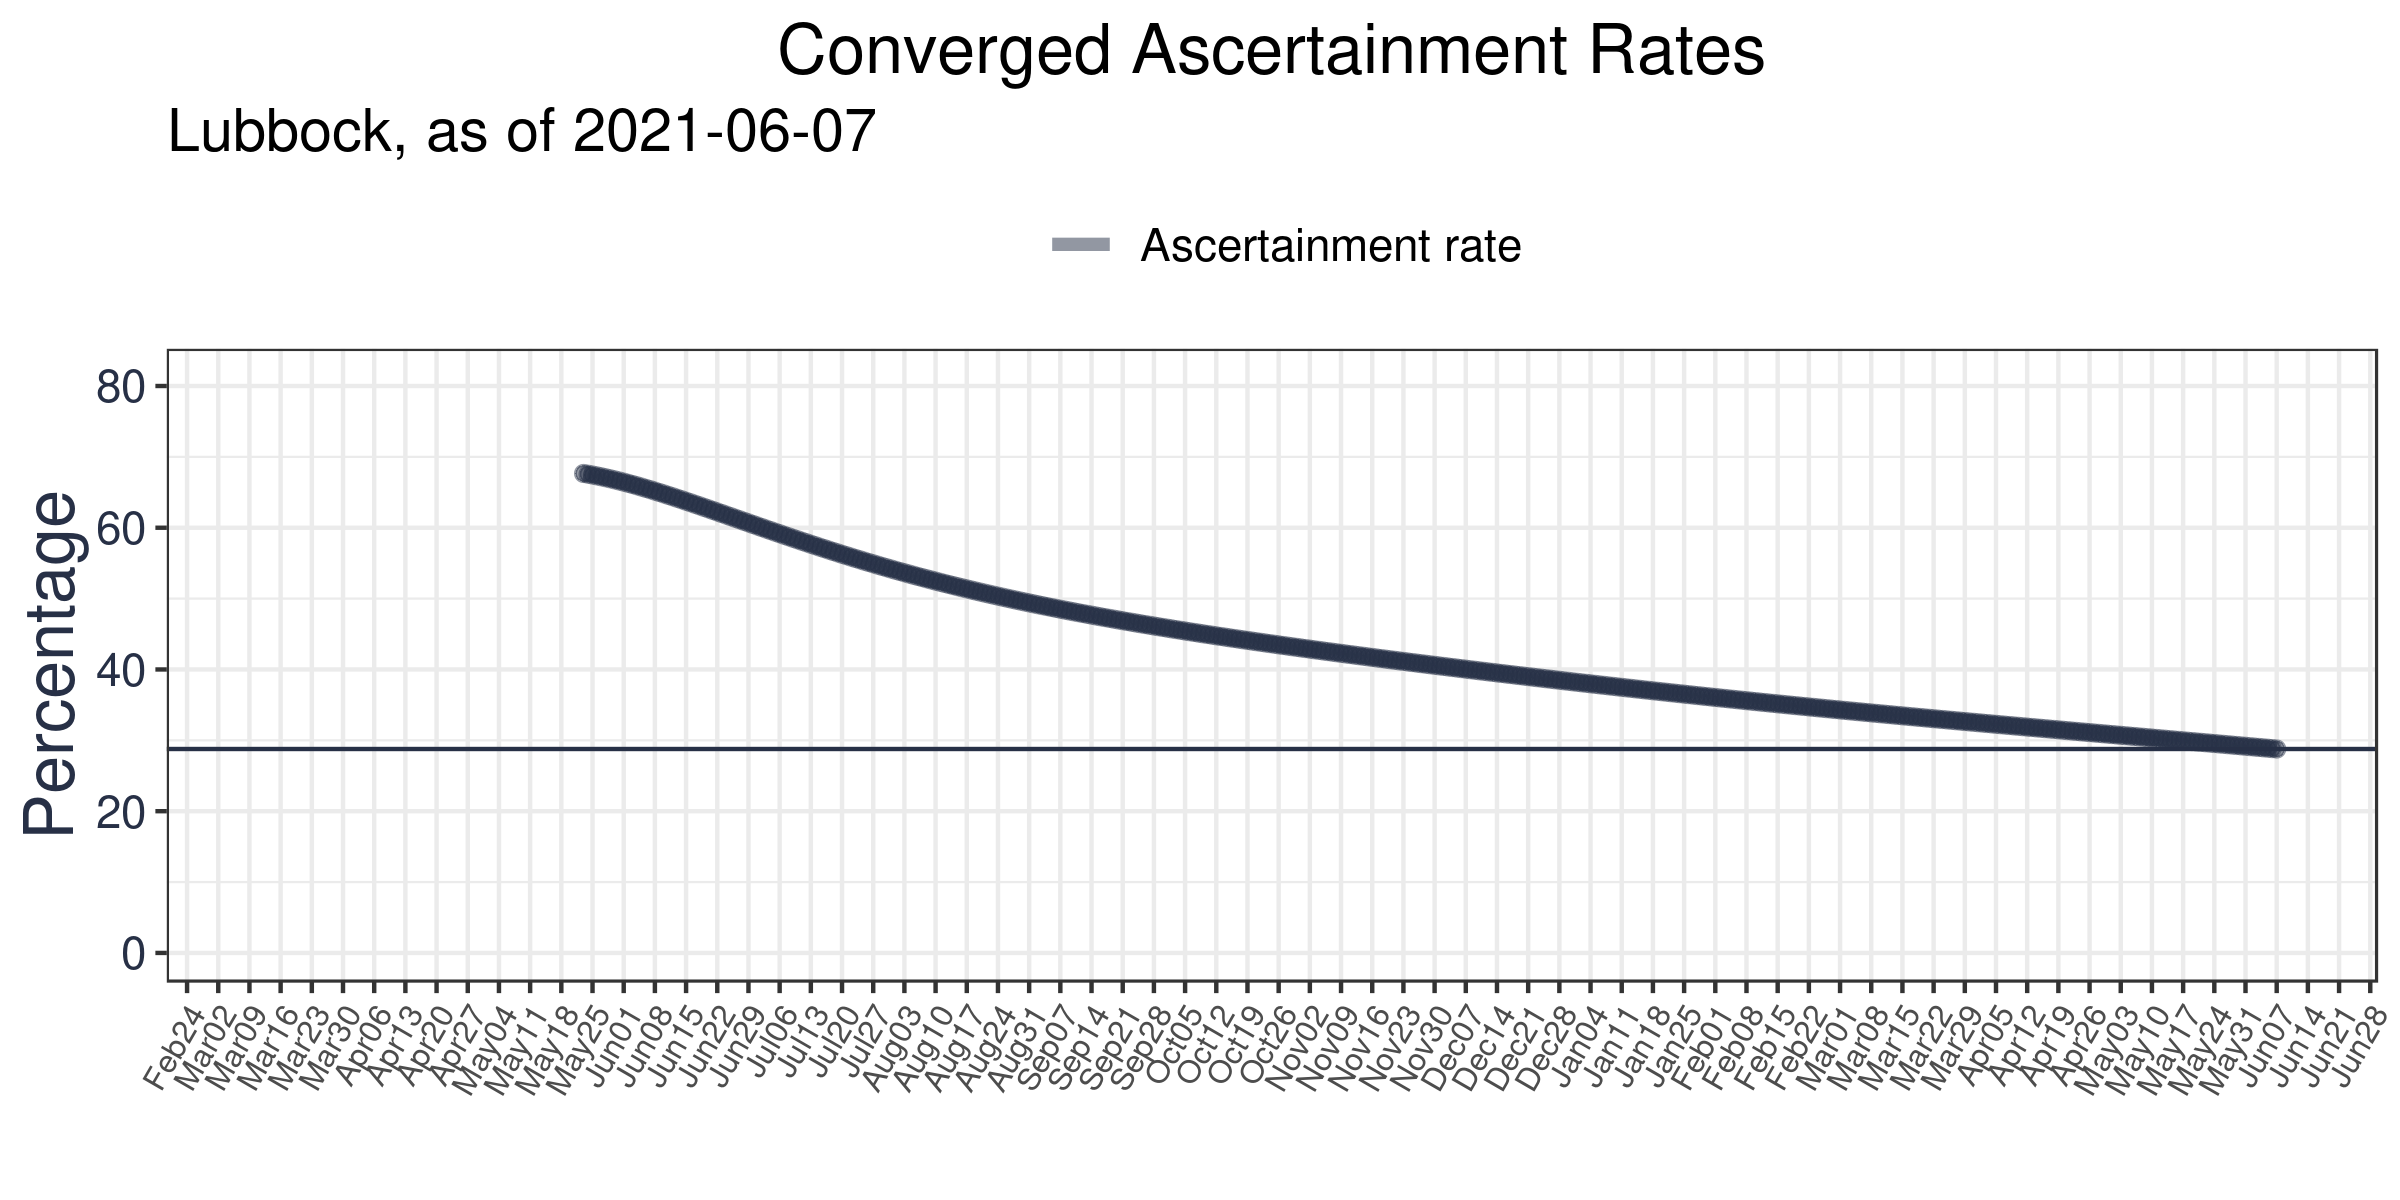 Converged Ascertainment Rates
Lubbock, as of 2021-06-07
Ascertainment rate
Percentage
80
60
40
20
0
Feb24
Mar02
Mar09
Mar16
Mar23
Mar30
Apr06
Apr13
Apr20
Apr27
May04
May11
May18
May25
Jun01
Jun08
Jun15
Jun22
Jun29
Jul06
Jul13
Jul20
Jul27
Aug03
Aug10
Aug17
Aug24
Aug31
Sep07
Sep14
Sep21
Sep28
Oct05
Oct12
Oct19
Oct26
Nov02
Nov09
Nov16
Nov23
Nov30
Dec07
Dec14
Dec21
Dec28
Jan04
Jan11
Jan18
Jan25
Feb01
Feb08
Feb15
Feb22
Mar01
Mar08
Mar15
Mar22
Mar29
Apr05
Apr12
Apr19
Apr26
May03
May10
May17
May24
May31
Jun07
Jun14
Jun21
Jun28